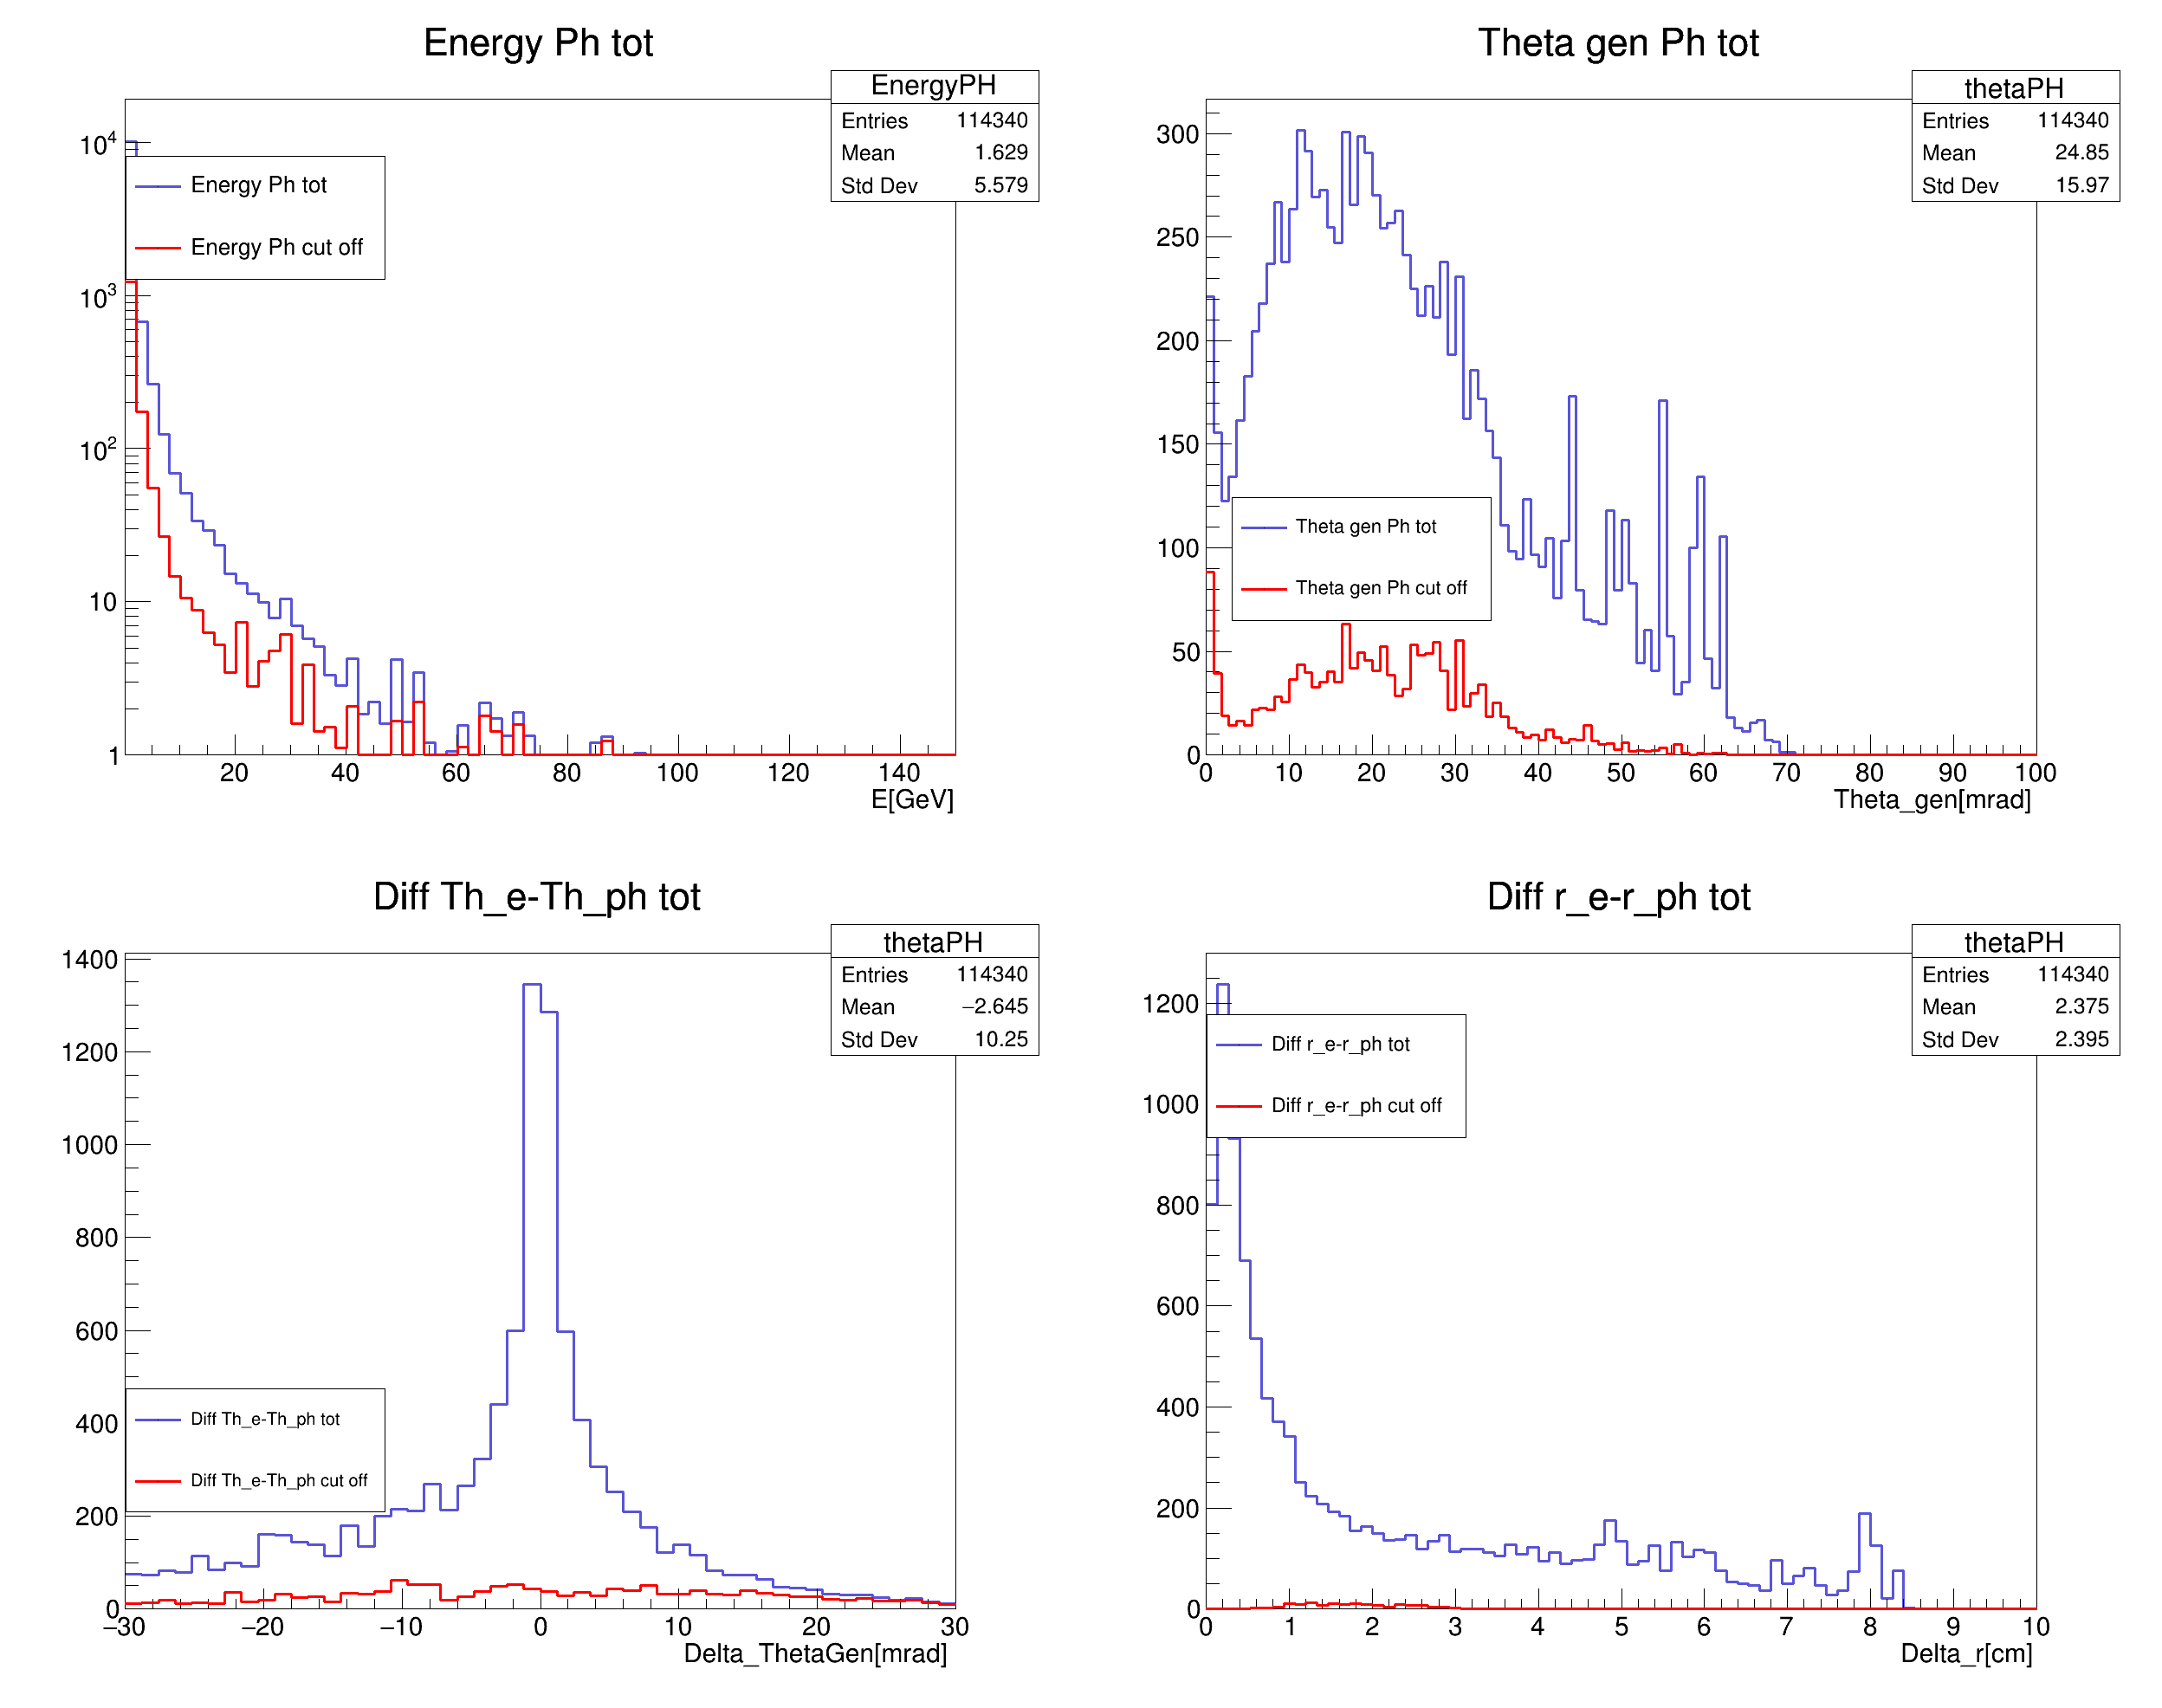 Energy Ph tot
EnergyPH
Entries 114340
Mean 1.629
Std Dev 5.579
Energy Ph tot
Energy Ph cut off
10^4
10^3
10^2
10
1
20 40 60 80 100 120 140
E[GeV]
Theta gen Ph tot
thetaPH
Entries 114340
Mean 24.85
Std Dev 15.97
Theta gen Ph tot
Theta gen Ph cut off
300
250
200
150
100
50
0
0 10 20 30 40 50 60 70 80 90 100
Theta_gen[mrad]
Diff Th_e-Th_ph tot
thetaPH
Entries 114340
Mean −2.645
Std Dev 10.25
Diff Th_e-Th_ph tot
Diff Th_e-Th_ph cut off
1400
1200
1000
800
600
400
200
0
−30 −20 −10 0 10 20 30
Delta_ThetaGen[mrad]
Diff r_e-r_ph tot
thetaPH
Entries 114340
Mean 2.375
Std Dev 2.395
Diff r_e-r_ph tot
Diff r_e-r_ph cut off
1200
1000
800
600
400
200
0
0 1 2 3 4 5 6 7 8 9 10
Delta_r[cm]